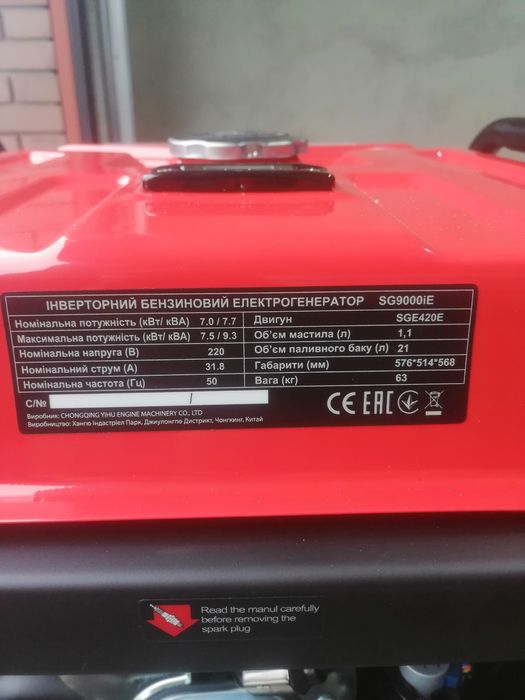 ІНВЕРТОРНИЙ БЕНЗИНОВИЙ ЕЛЕКТРОГЕНЕРАТОР SG9000iE
Номінальна потужність (кВт/ кВА) 7.0 / 7.7 Двигун SGE420E
Максимальна потужність (кВт/ кВА) 7.5 / 9.3 Об'єм мастила (л) 1,1
Номінальна напруга (В) 220 Об'єм паливного баку (л) 21
Номінальний струм (А) 31.8 Габарити (мм) 576*514*568
Номінальна частота (Гц) 50 Вага (кг) 63
С/№ /
CE EAC
Виробник: CHONGQING YIHU ENGINE MACHINERY CO., LTD
Виробництво: Хангю Індастріел Парк, Джиулонгпо Дистрикт, Чонгкинг, Китай
Read the manul carefully
before removing the
spark plug